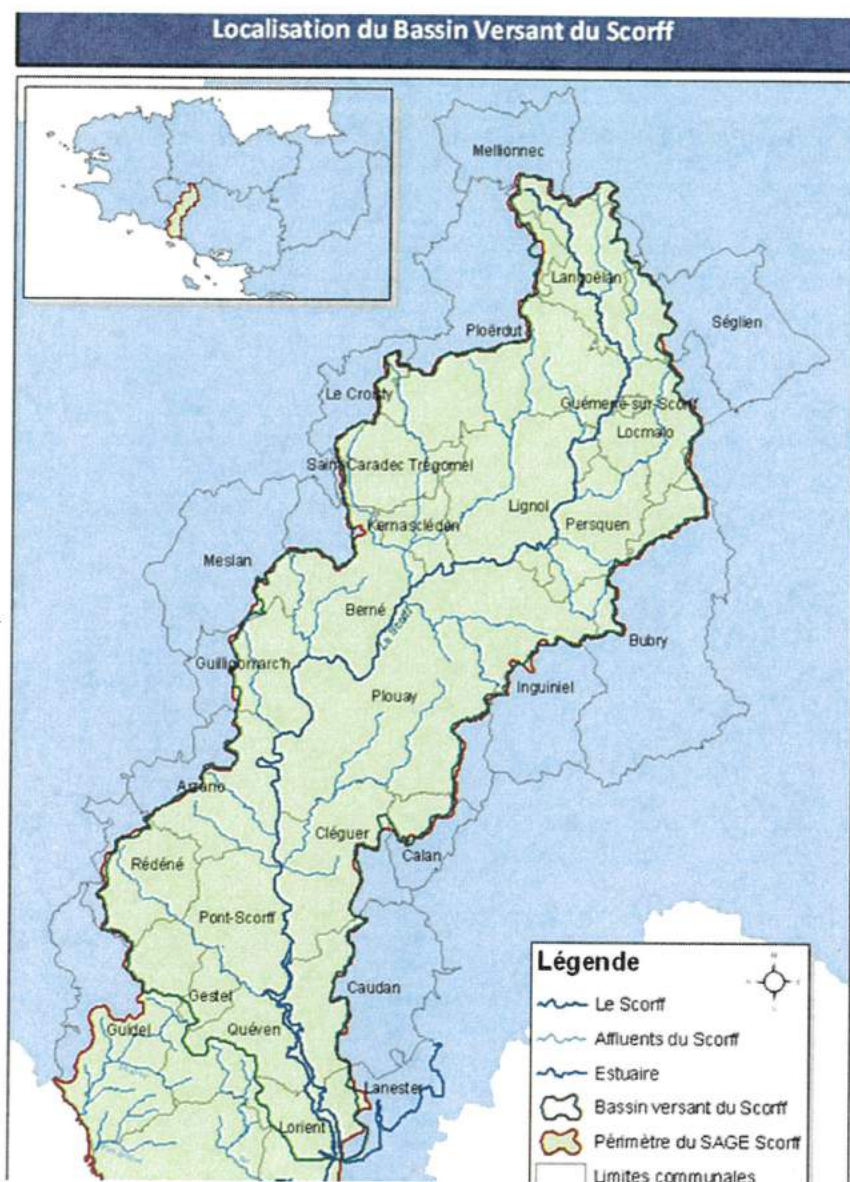 Localisation du Bassin Versant du Scorff
Mellionnec
Langoëlan
Séglien
Ploërdut
Le Croisty
Guémené-sur-Scorff
Locmalo
Saint-Caradec Trégomel
Lignol
Kernascléden
Persquen
Meslan
Berné
Le Scorff
Bubry
Guilligomarc'h
Inguiniel
Plouay
Arzano
Cléguer
Calan
Rédéné
Pont-Scorff
Caudan
Gestel
Guidel
Quéven
Lanester
Lorient
Légende
Le Scorff
Affluents du Scorff
Estuaire
Bassin versant du Scorff
Périmètre du SAGE Scorff
Limites communales